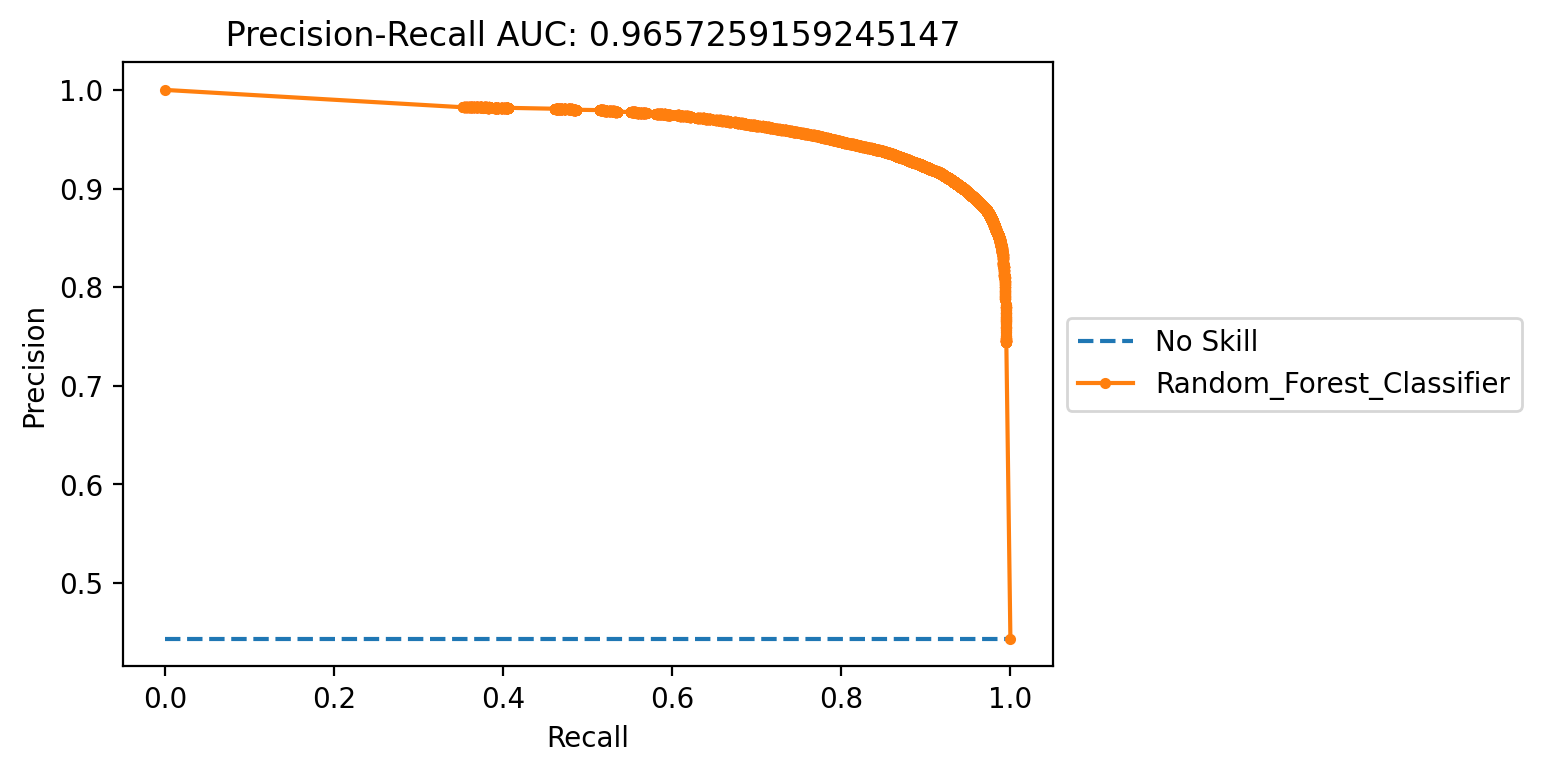 Precision-Recall AUC: 0.9657259159245147
1.0
0.9
0.8
0.7
0.6
0.5
Precision
0.0 0.2 0.4 0.6 0.8 1.0
Recall
No Skill
Random_Forest_Classifier